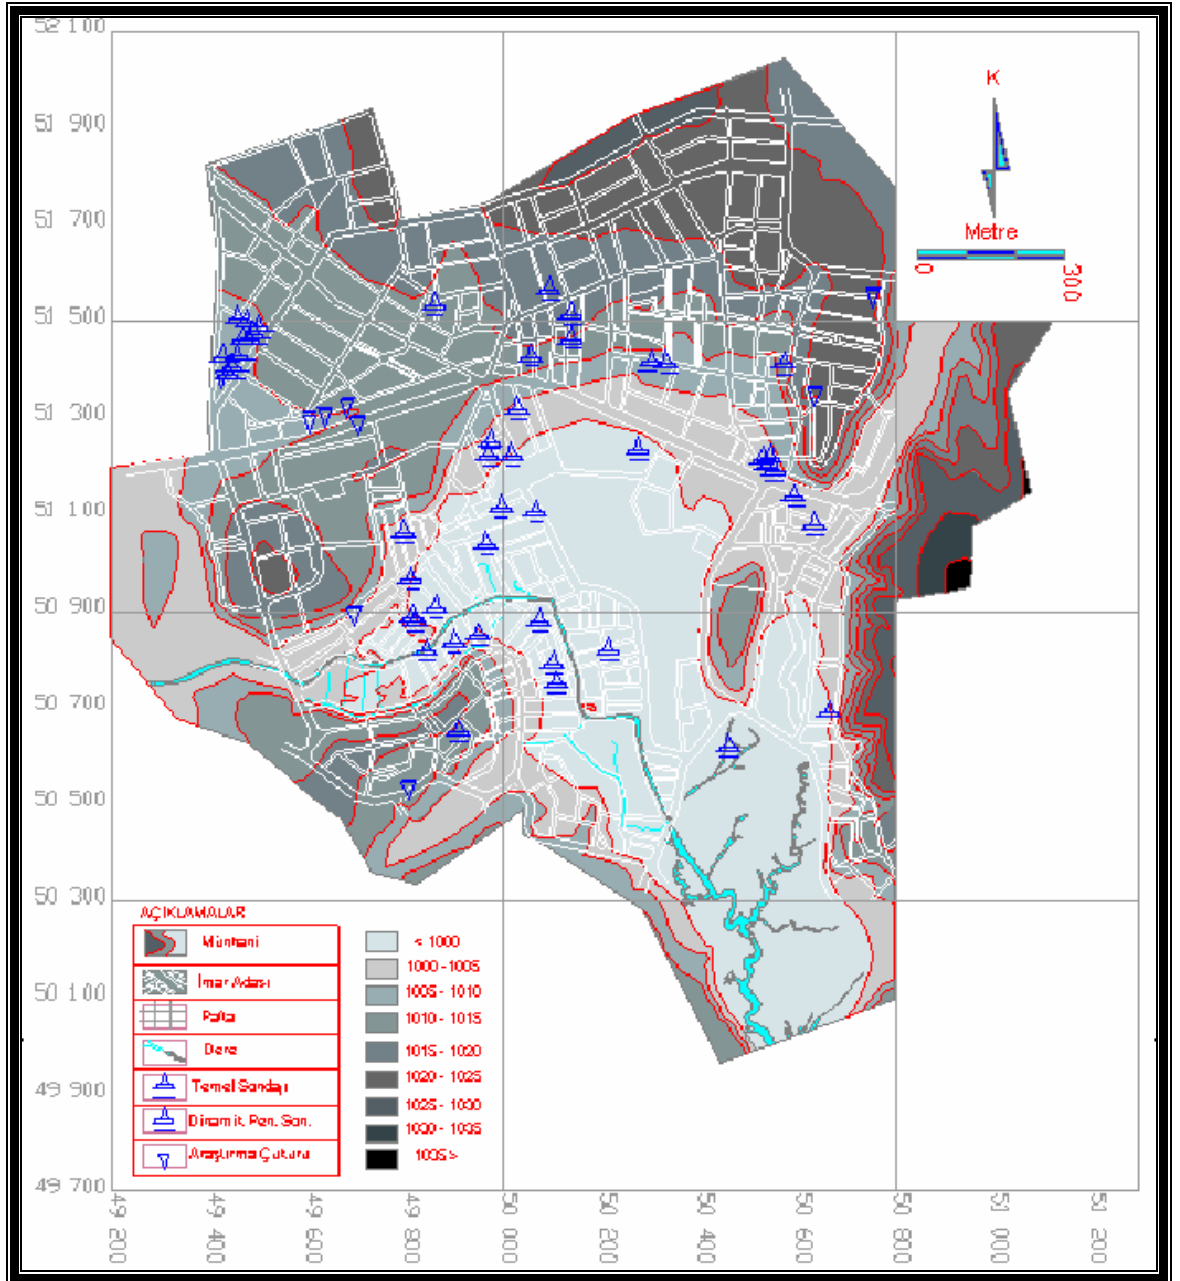 52 100
51 900
51 700
51 500
51 300
51 100
50 900
50 700
50 500
50 300
50 100
49 900
49 700
K
Metre
0
300
AÇIKLAMALAR
Münhani
İmar Adası
Pafta
Dere
Temel Sondajı
Dinamik Pen. Son.
Araştırma Çukuru
< 1000
1000 - 1005
1005 - 1010
1010 - 1015
1015 - 1020
1020 - 1025
1025 - 1030
1030 - 1035
1035 >
49 200
49 400
49 600
49 800
50 000
50 200
50 400
50 600
50 800
51 000
51 200